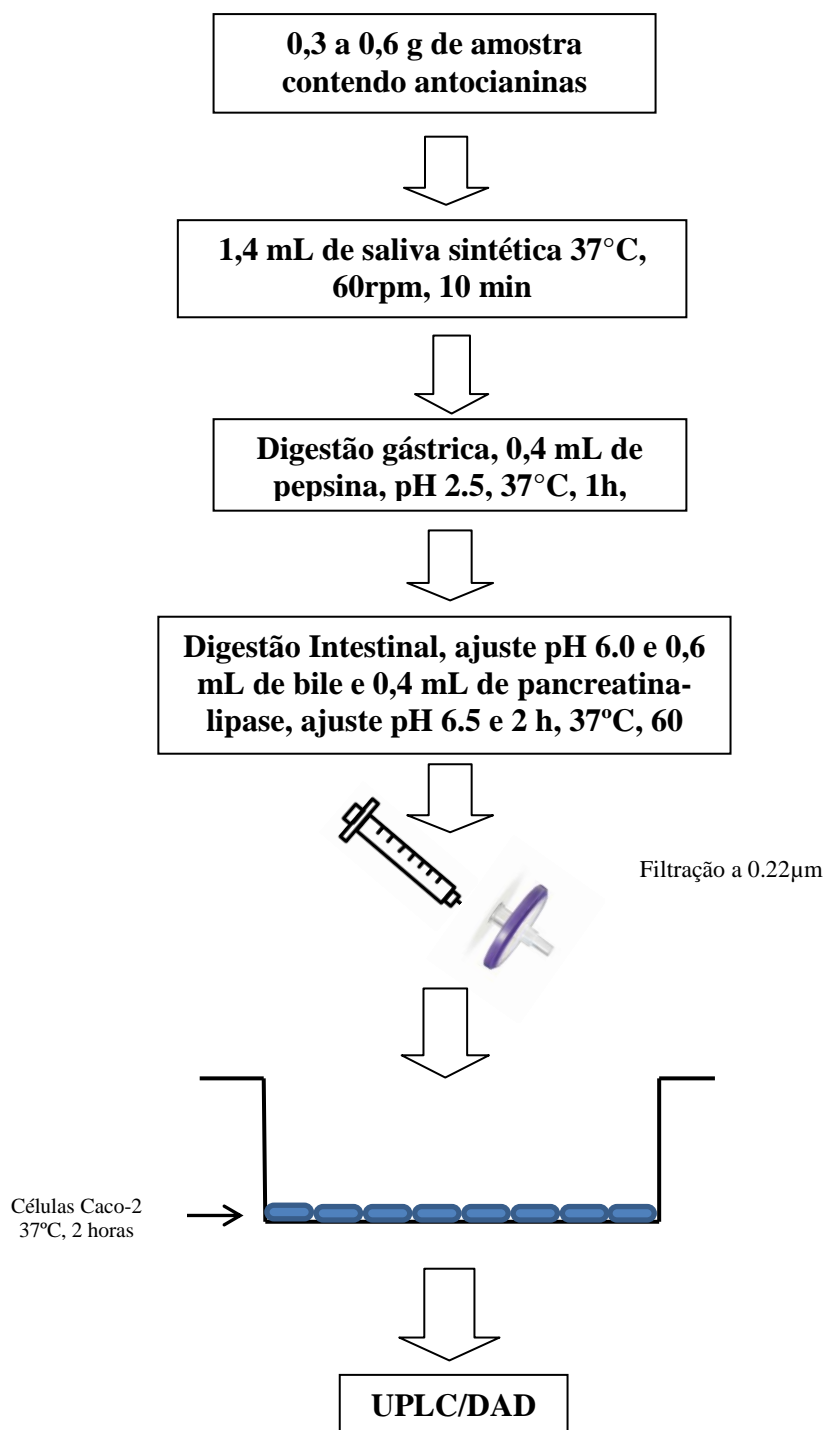 0,3 a 0,6 g de amostra
contendo antocianinas
1,4 mL de saliva sintética 37°C,
60rpm, 10 min
Digestão gástrica, 0,4 mL de
pepsina, pH 2.5, 37°C, 1h,
Digestão Intestinal, ajuste pH 6.0 e 0,6
mL de bile e 0,4 mL de pancreatina-
lipase, ajuste pH 6.5 e 2 h, 37ºC, 60
Filtração a 0.22µm
Células Caco-2
37ºC, 2 horas
UPLC/DAD